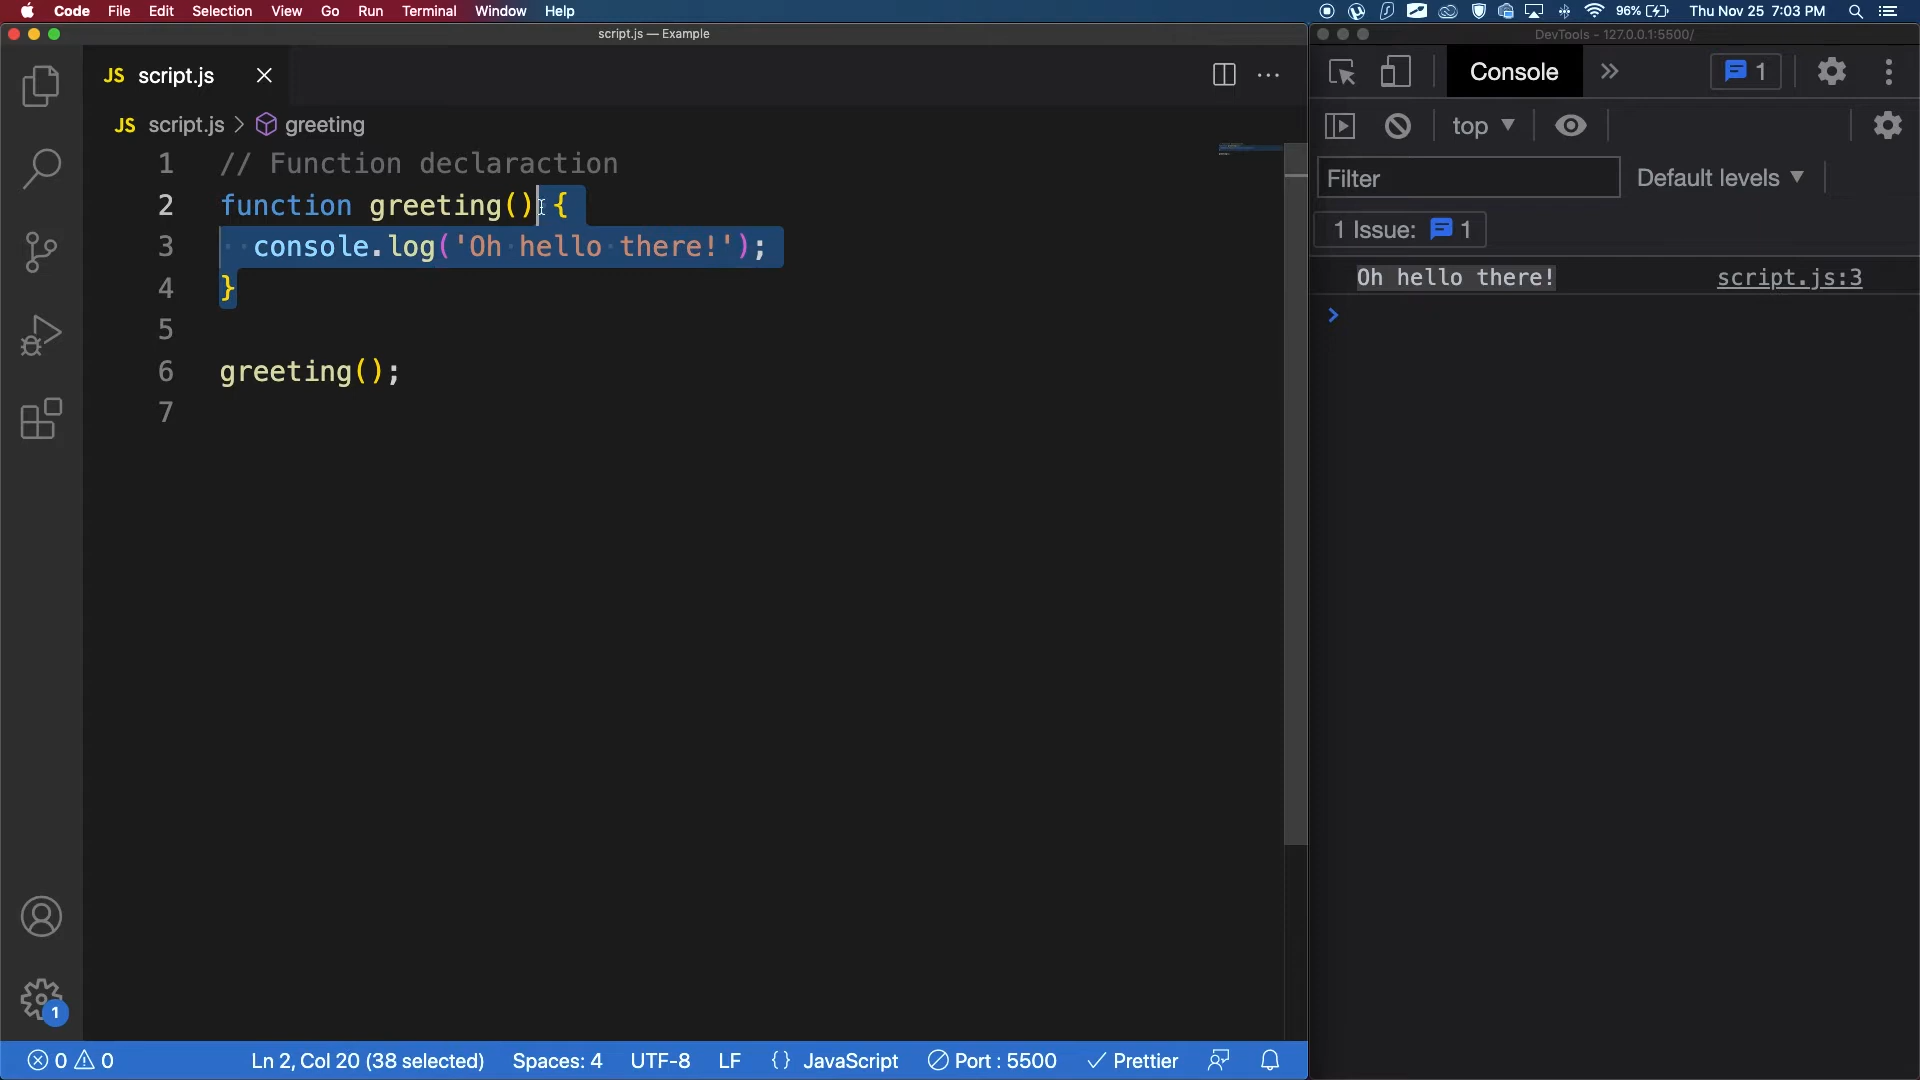 Code File Edit Selection View Go Run Terminal Window Help 96% Thu Nov 25 7:03 PM
script.js — Example
DevTools - 127.0.0.1:5500/
JS script.js
Console 1
JS script.js greeting
top
Filter Default levels
1 Issue: 1
1 // Function declaraction
2 function greeting() {
3 console.log('Oh hello there!');
4 }
5
6 greeting();
7
Oh hello there! script.js:3
1
0 0 Ln 2, Col 20 (38 selected) Spaces: 4 UTF-8 LF {} JavaScript Port : 5500 Prettier